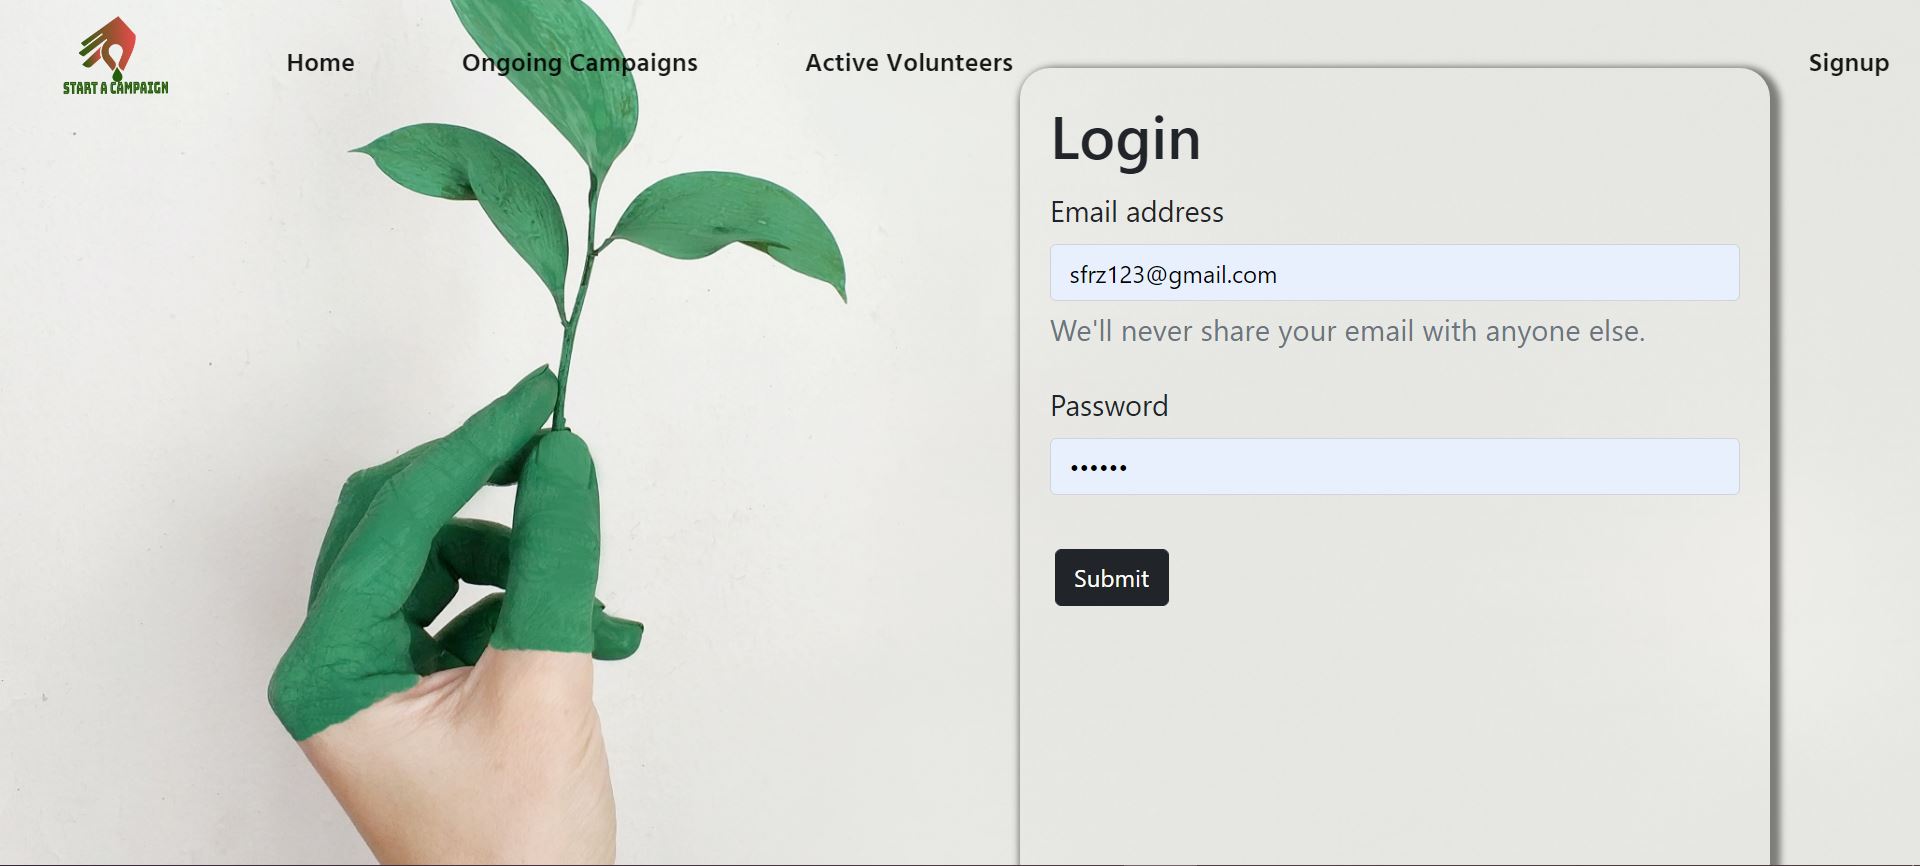 START A CAMPAIGN
Home
Ongoing Campaigns
Active Volunteers
Signup
Login
Email address
sfrz123@gmail.com
We'll never share your email with anyone else.
Password
••••••
Submit